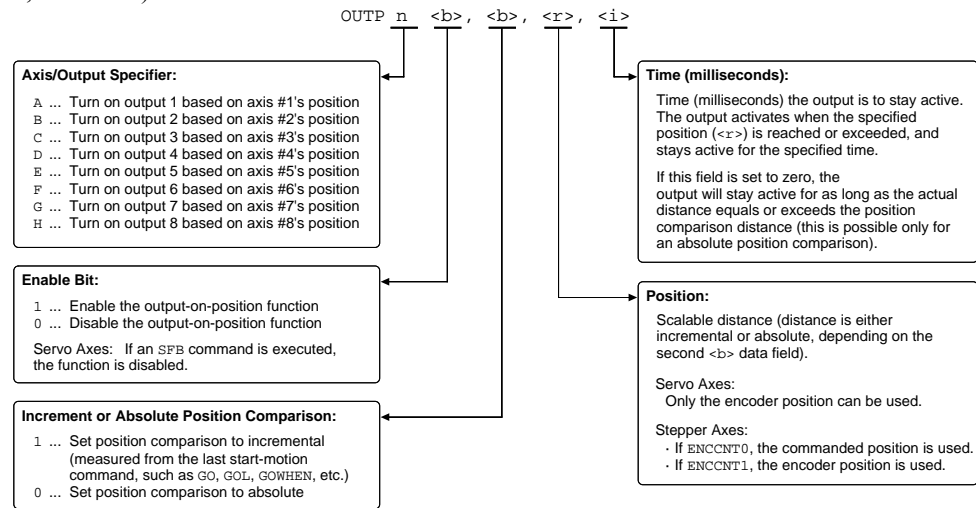 OUTP n <b>, <b>, <r>, <i>
Axis/Output Specifier:
A ... Turn on output 1 based on axis #1's position
B ... Turn on output 2 based on axis #2's position
C ... Turn on output 3 based on axis #3's position
D ... Turn on output 4 based on axis #4's position
E ... Turn on output 5 based on axis #5's position
F ... Turn on output 6 based on axis #6's position
G ... Turn on output 7 based on axis #7's position
H ... Turn on output 8 based on axis #8's position
Enable Bit:
1 ... Enable the output-on-position function
0 ... Disable the output-on-position function
Servo Axes: If an SFB command is executed,
the function is disabled.
Increment or Absolute Position Comparison:
1 ... Set position comparison to incremental
(measured from the last start-motion
command, such as GO, GOL, GOWHEN, etc.)
0 ... Set position comparison to absolute
Time (milliseconds):
Time (milliseconds) the output is to stay active.
The output activates when the specified
position (<r>) is reached or exceeded, and
stays active for the specified time.
If this field is set to zero, the
output will stay active for as long as the actual
distance equals or exceeds the position
comparison distance (this is possible only for
an absolute position comparison).
Position:
Scalable distance (distance is either
incremental or absolute, depending on the
second <b> data field).
Servo Axes:
Only the encoder position can be used.
Stepper Axes:
· If ENCCNT0, the commanded position is used.
· If ENCCNT1, the encoder position is used.